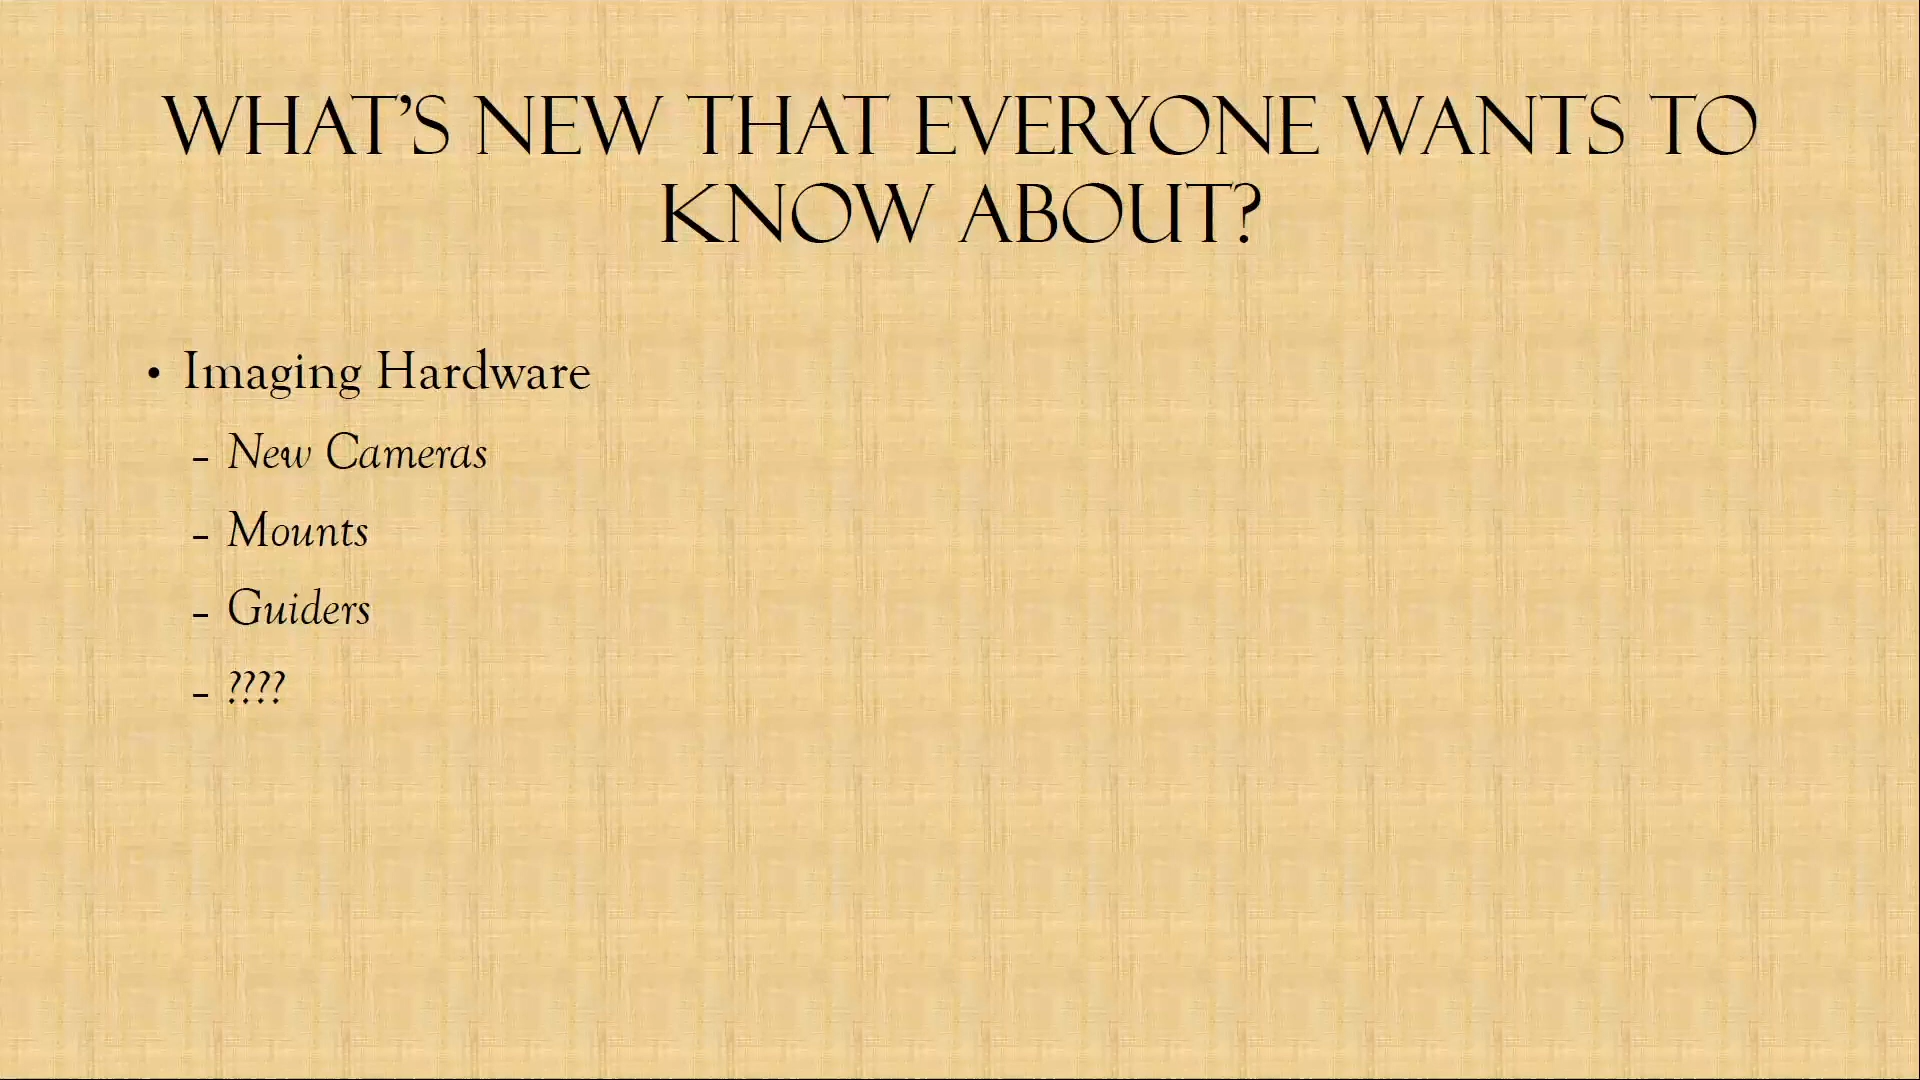 WHAT'S NEW THAT EVERYONE WANTS TO
KNOW ABOUT?
• Imaging Hardware
– New Cameras
– Mounts
– Guiders
– ????